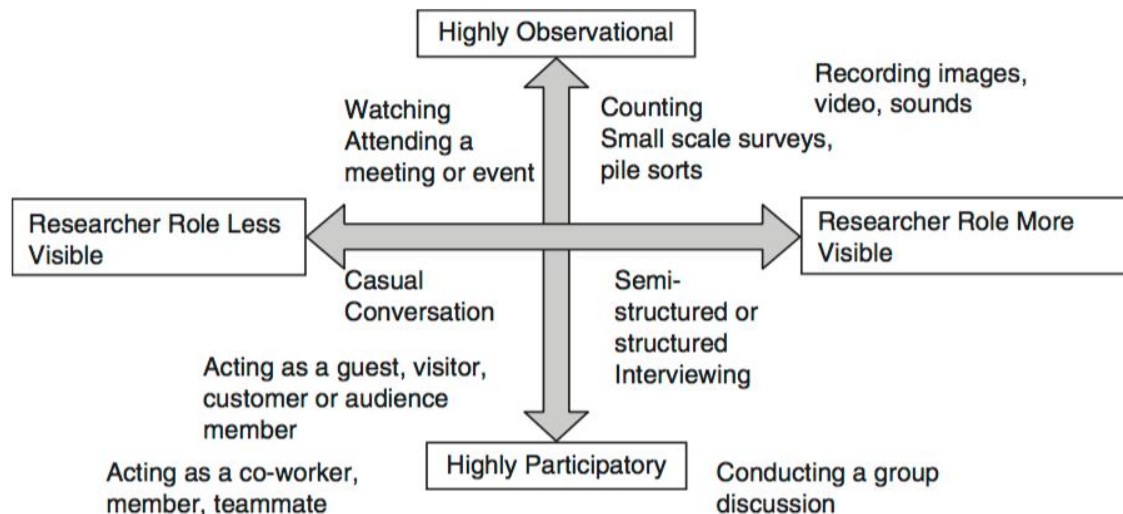 Highly Observational
Recording images,
video, sounds
Watching
Attending a
meeting or event
Counting
Small scale surveys,
pile sorts
Researcher Role Less
Visible
Researcher Role More
Visible
Casual
Conversation
Semi-
structured or
structured
Interviewing
Acting as a guest, visitor,
customer or audience
member
Highly Participatory
Acting as a co-worker,
member, teammate
Conducting a group
discussion